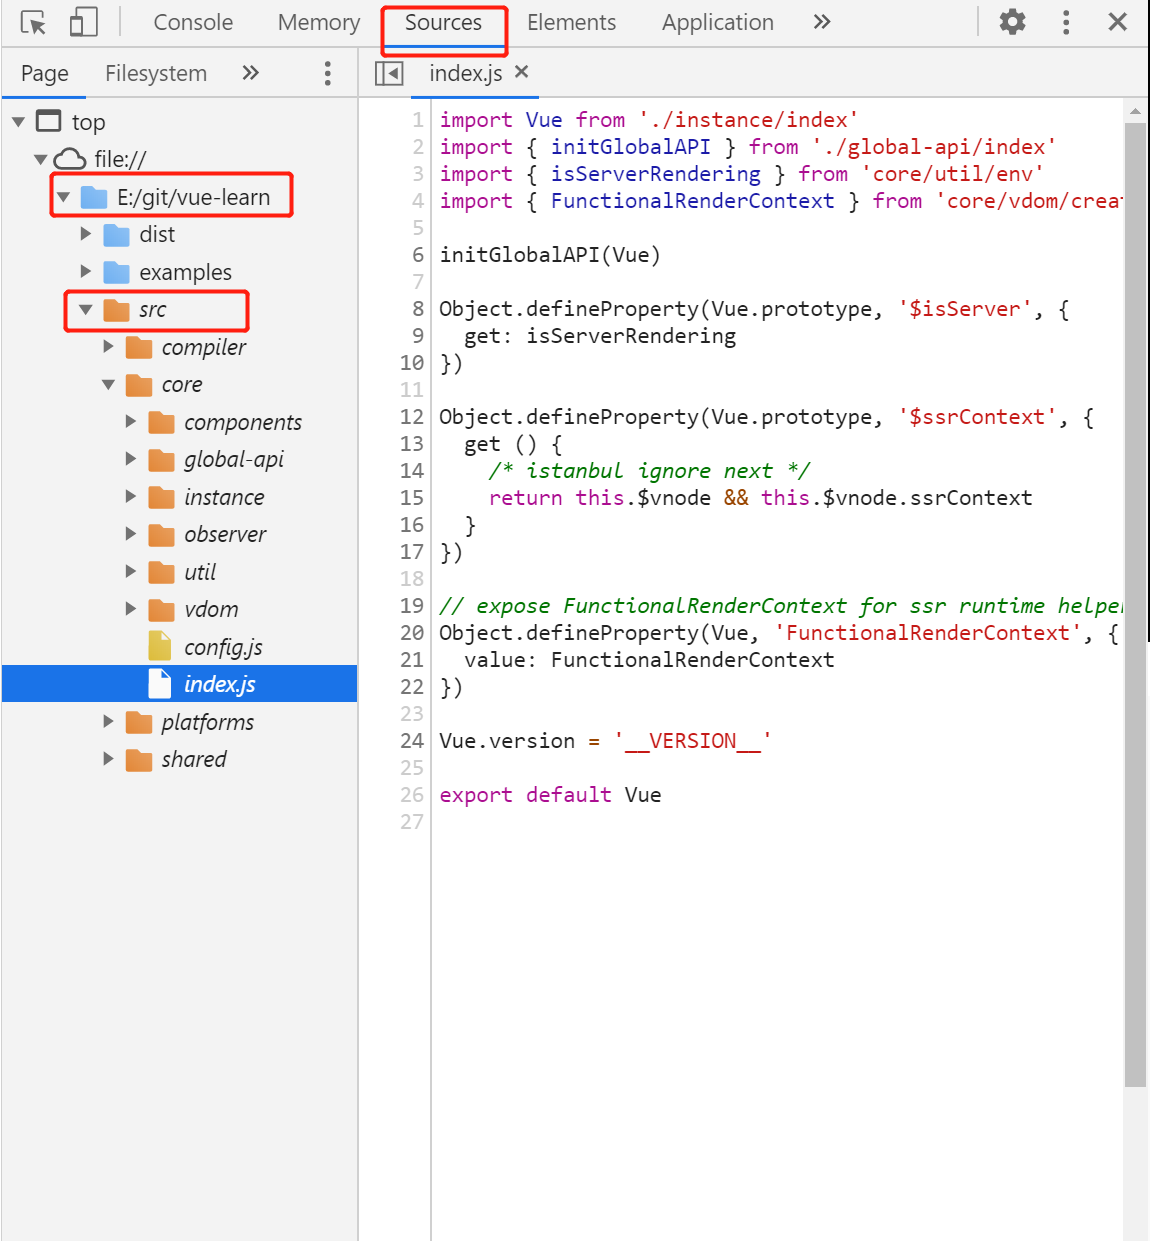 Console Memory Sources Elements Application »
Page Filesystem »
index.js ×
top
file://
E:/git/vue-learn
dist
examples
src
compiler
core
components
global-api
instance
observer
util
vdom
config.js
index.js
platforms
shared
1 import Vue from './instance/index'
2 import { initGlobalAPI } from './global-api/index'
3 import { isServerRendering } from 'core/util/env'
4 import { FunctionalRenderContext } from 'core/vdom/creat
5
6 initGlobalAPI(Vue)
7
8 Object.defineProperty(Vue.prototype, '$isServer', {
9   get: isServerRendering
10 })
11
12 Object.defineProperty(Vue.prototype, '$ssrContext', {
13   get () {
14     /* istanbul ignore next */
15     return this.$vnode && this.$vnode.ssrContext
16   }
17 })
18
19 // expose FunctionalRenderContext for ssr runtime helper
20 Object.defineProperty(Vue, 'FunctionalRenderContext', {
21   value: FunctionalRenderContext
22 })
23
24 Vue.version = '__VERSION__'
25
26 export default Vue
27